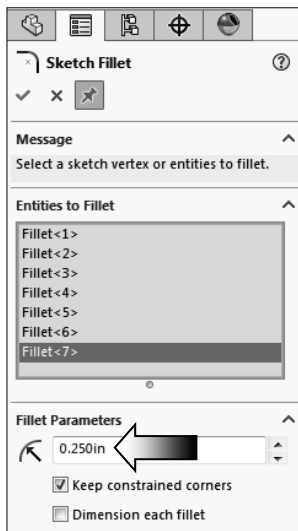 Sketch Fillet
Message
Select a sketch vertex or entities to fillet.
Entities to Fillet
Fillet<1>
Fillet<2>
Fillet<3>
Fillet<4>
Fillet<5>
Fillet<6>
Fillet<7>
Fillet Parameters
0.250in
Keep constrained corners
Dimension each fillet